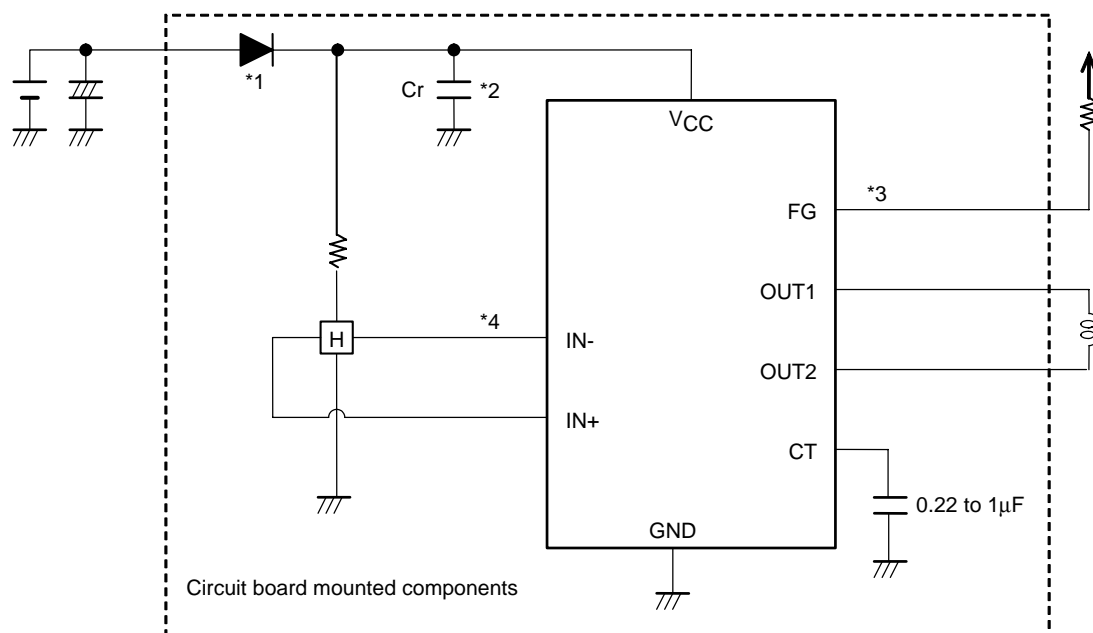 *1
Cr
*2
VCC
FG
*3
OUT1
H
*4
IN-
OUT2
IN+
CT
0.22 to 1μF
GND
Circuit board mounted components